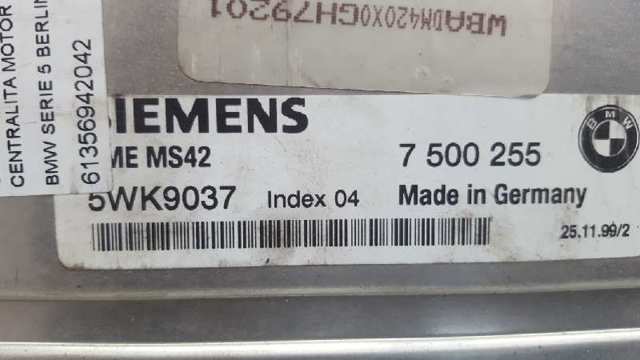 WBADM420X0GH79201
CENTRALITA MOTOR
BMW SERIE 5 BERLIN
61356942042
SIEMENS
DME MS42
7 500 255
BMW
5WK9037 Index 04 Made in Germany
25.11.99/2